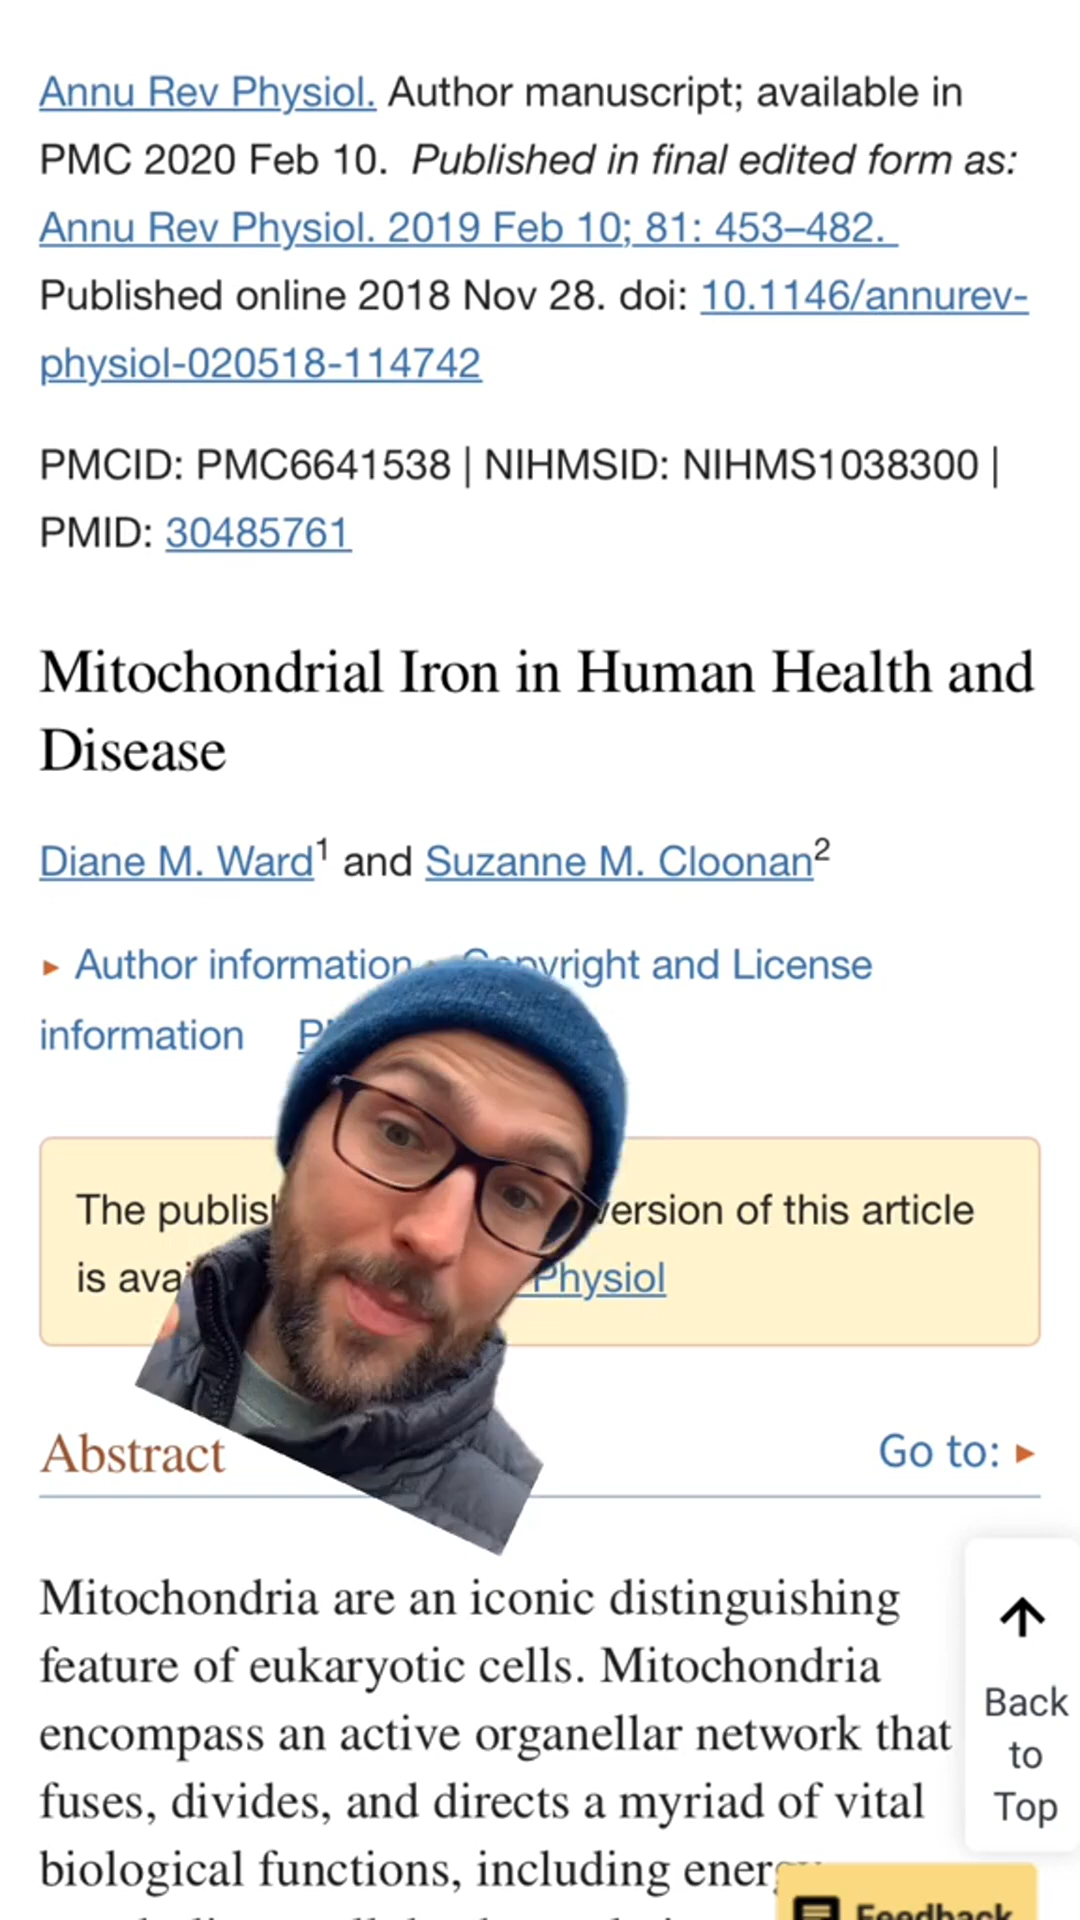 Annu Rev Physiol. Author manuscript; available in
PMC 2020 Feb 10. Published in final edited form as:
Annu Rev Physiol. 2019 Feb 10; 81: 453–482.
Published online 2018 Nov 28. doi: 10.1146/annurev-
physiol-020518-114742
PMCID: PMC6641538 | NIHMSID: NIHMS1038300 |
PMID: 30485761
Mitochondrial Iron in Human Health and
Disease
Diane M. Ward1 and Suzanne M. Cloonan2
► Author information Copyright and License
information
The version of this article
is Physiol
Abstract
Go to: ►
Mitochondria are an iconic distinguishing
feature of eukaryotic cells. Mitochondria
encompass an active organellar network that
fuses, divides, and directs a myriad of vital
biological functions, including
Back
to
Top
Feedback